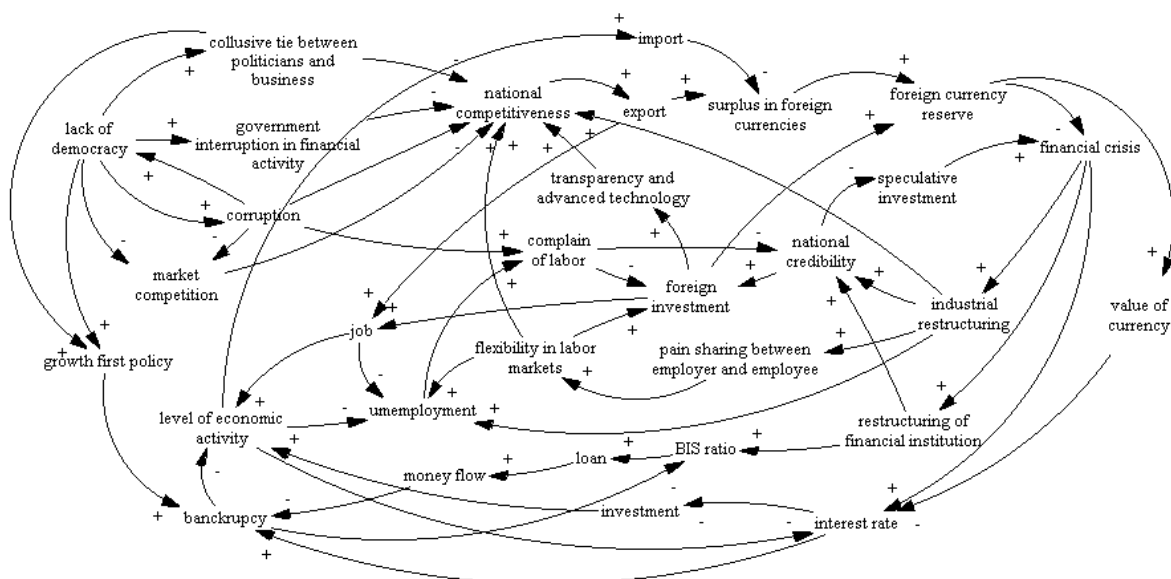 collusive tie between
politicians and
business
import
national
competitiveness
export
surplus in foreign
currencies
foreign currency
reserve
lack of
democracy
government
interruption in financial
activity
financial crisis
transparency and
advanced technology
speculative
investment
corruption
complain
of labor
national
credibility
market
competition
foreign
investment
industrial
restructuring
value of
currency
job
growth first policy
flexibility in labor
markets
pain sharing between
employer and employee
level of economic
activity
umemployment
restructuring of
financial institution
BIS ratio
loan
money flow
banckrupcy
investment
interest rate